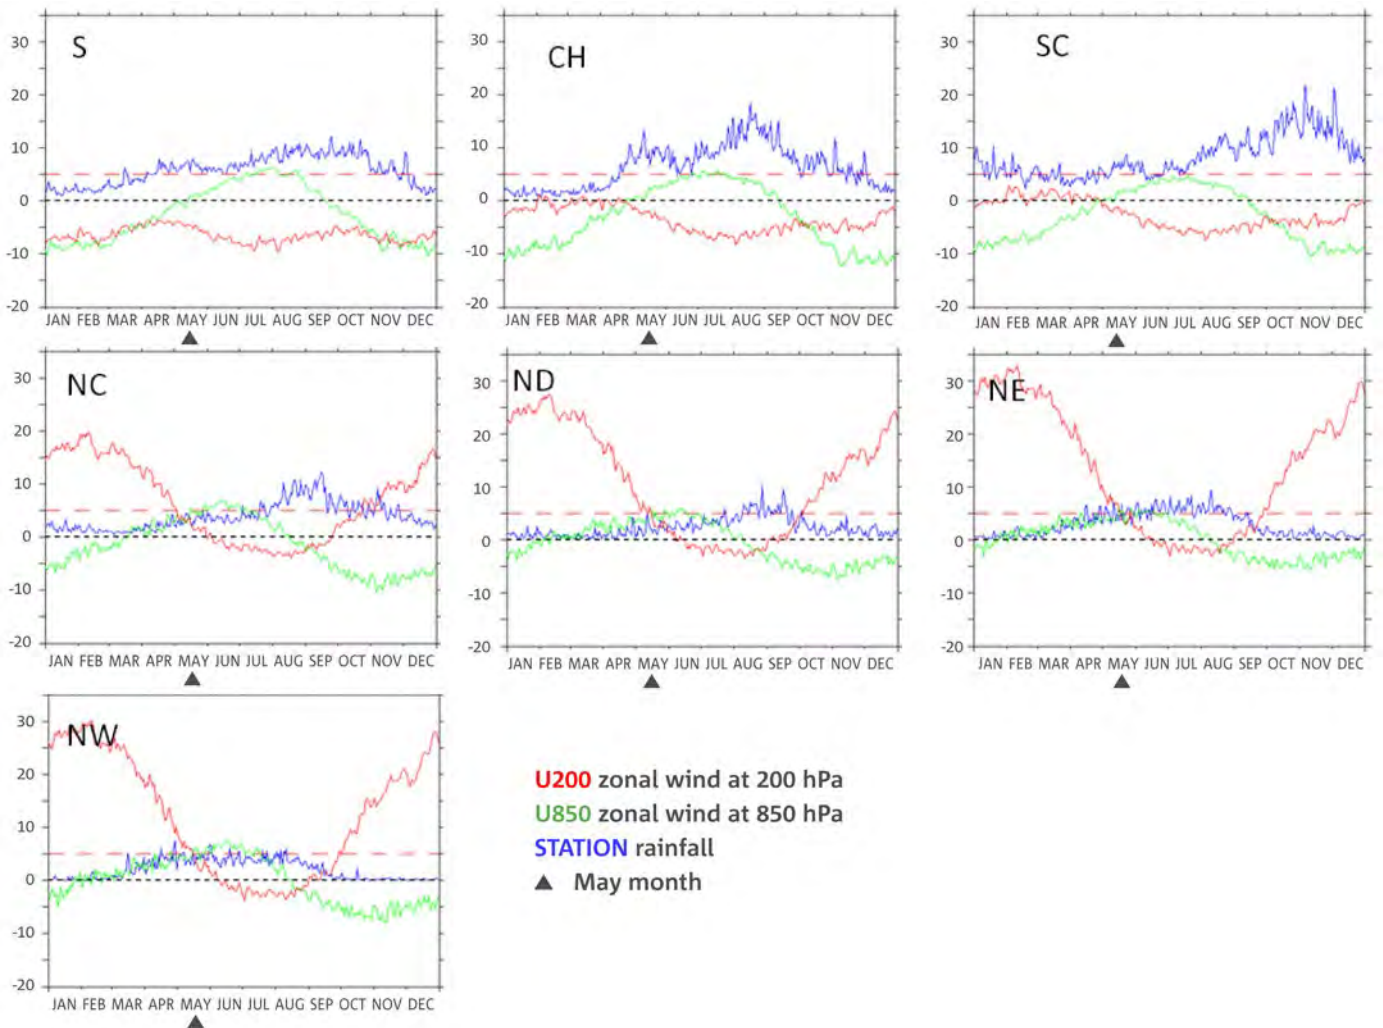 S
30
20
10
0
-10
-20
JAN FEB MAR APR MAY JUN JUL AUG SEP OCT NOV DEC
CH
30
20
10
0
-10
-20
JAN FEB MAR APR MAY JUN JUL AUG SEP OCT NOV DEC
SC
30
20
10
0
-10
-20
JAN FEB MAR APR MAY JUN JUL AUG SEP OCT NOV DEC
NC
30
20
10
0
-10
-20
JAN FEB MAR APR MAY JUN JUL AUG SEP OCT NOV DEC
ND
30
20
10
0
-10
-20
JAN FEB MAR APR MAY JUN JUL AUG SEP OCT NOV DEC
NE
30
20
10
0
-10
-20
JAN FEB MAR APR MAY JUN JUL AUG SEP OCT NOV DEC
NW
30
20
10
0
-10
-20
JAN FEB MAR APR MAY JUN JUL AUG SEP OCT NOV DEC
U200 zonal wind at 200 hPa
U850 zonal wind at 850 hPa
STATION rainfall
▲ May month